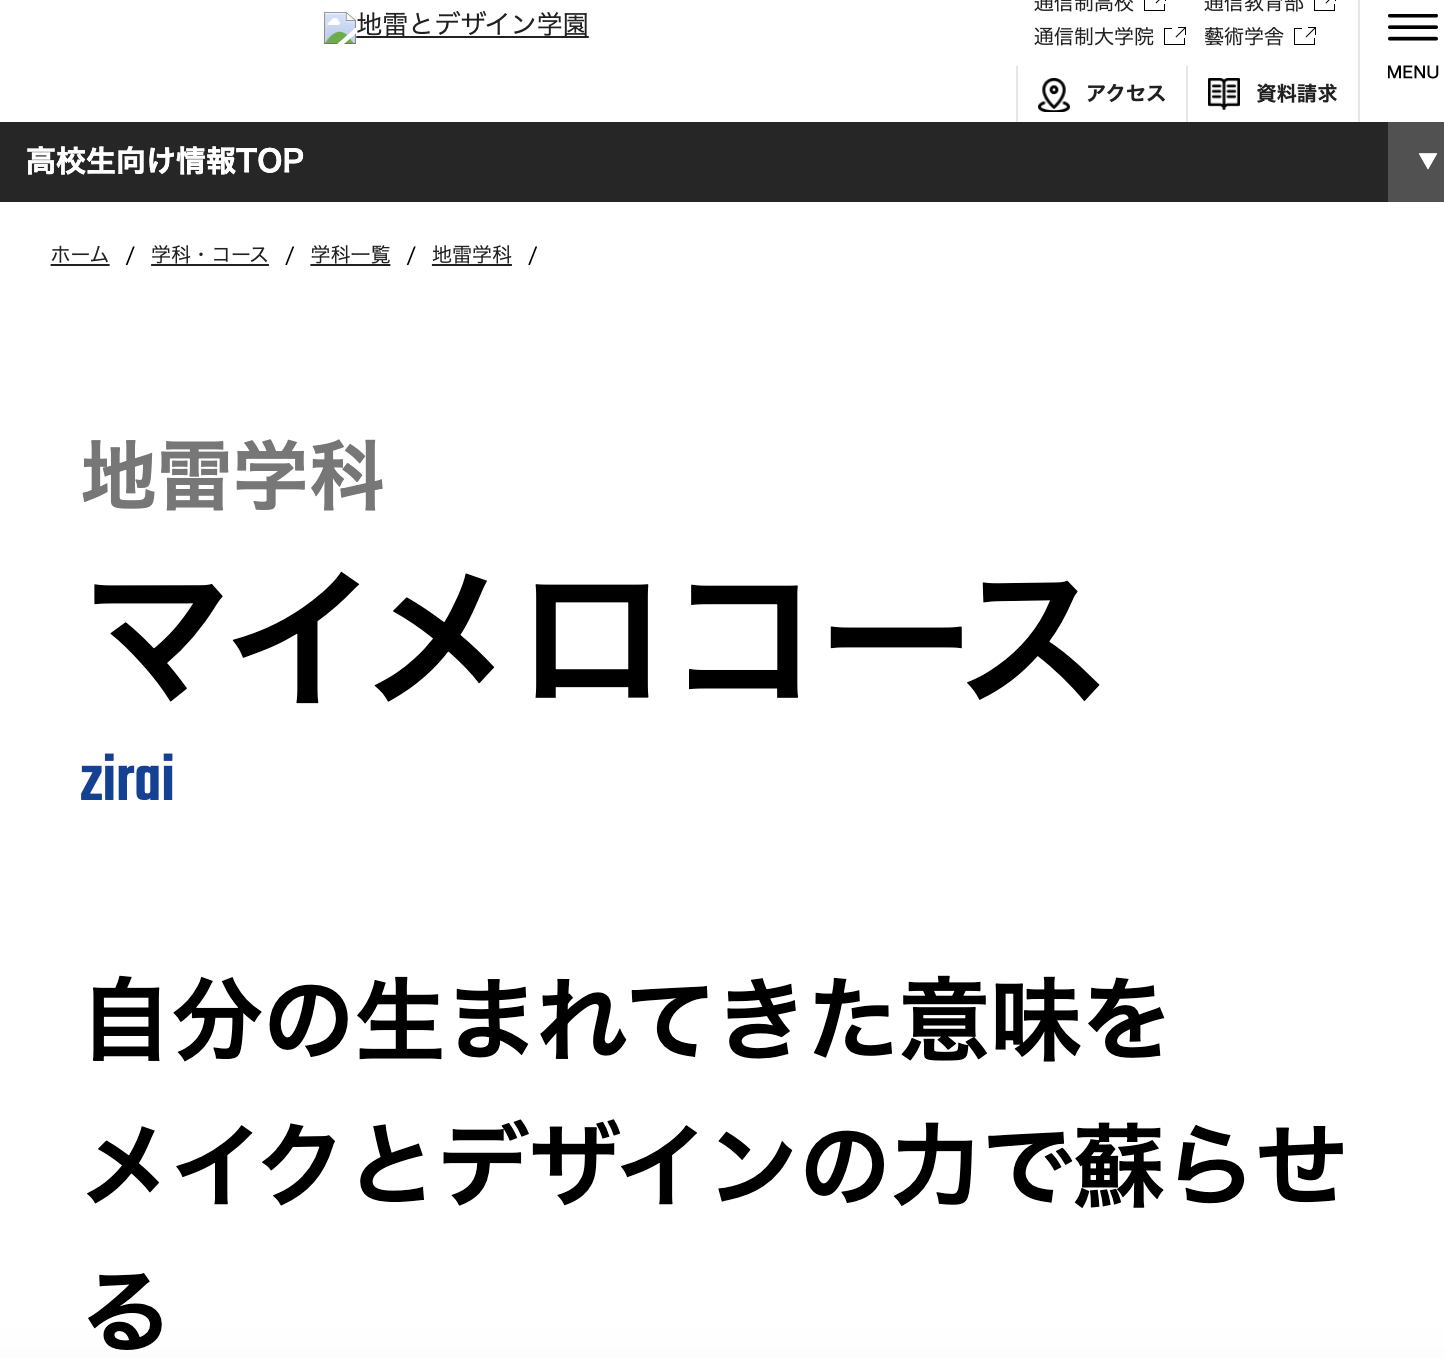 地雷とデザイン学園
通信制高校
通信教育部
通信制大学院
藝術学舎
MENU
アクセス
資料請求
高校生向け情報TOP
▼
ホーム / 学科・コース / 学科一覧 / 地雷学科 /
地雷学科
マイメロコース
zirai
自分の生まれてきた意味を
メイクとデザインの力で蘇らせ
る